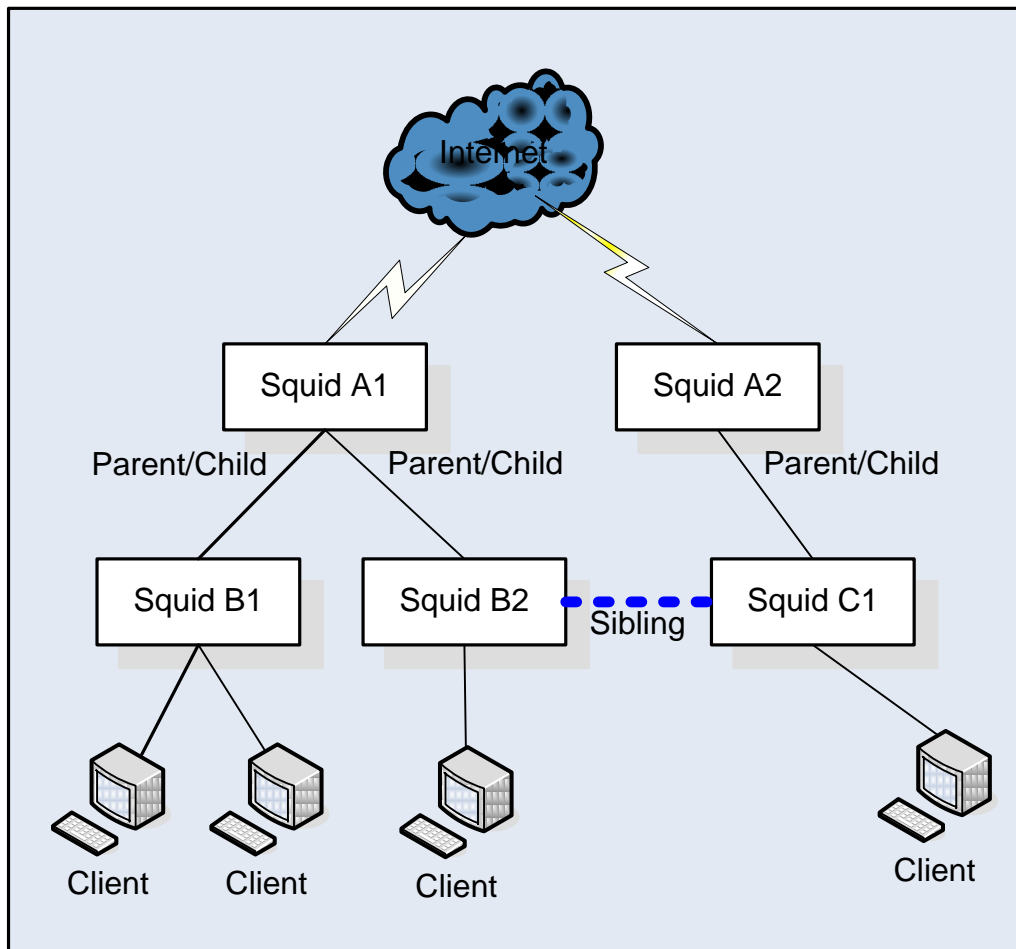 Internet
Squid A1
Squid A2
Parent/Child
Parent/Child
Parent/Child
Squid B1
Squid B2
Squid C1
Sibling
Client
Client
Client
Client